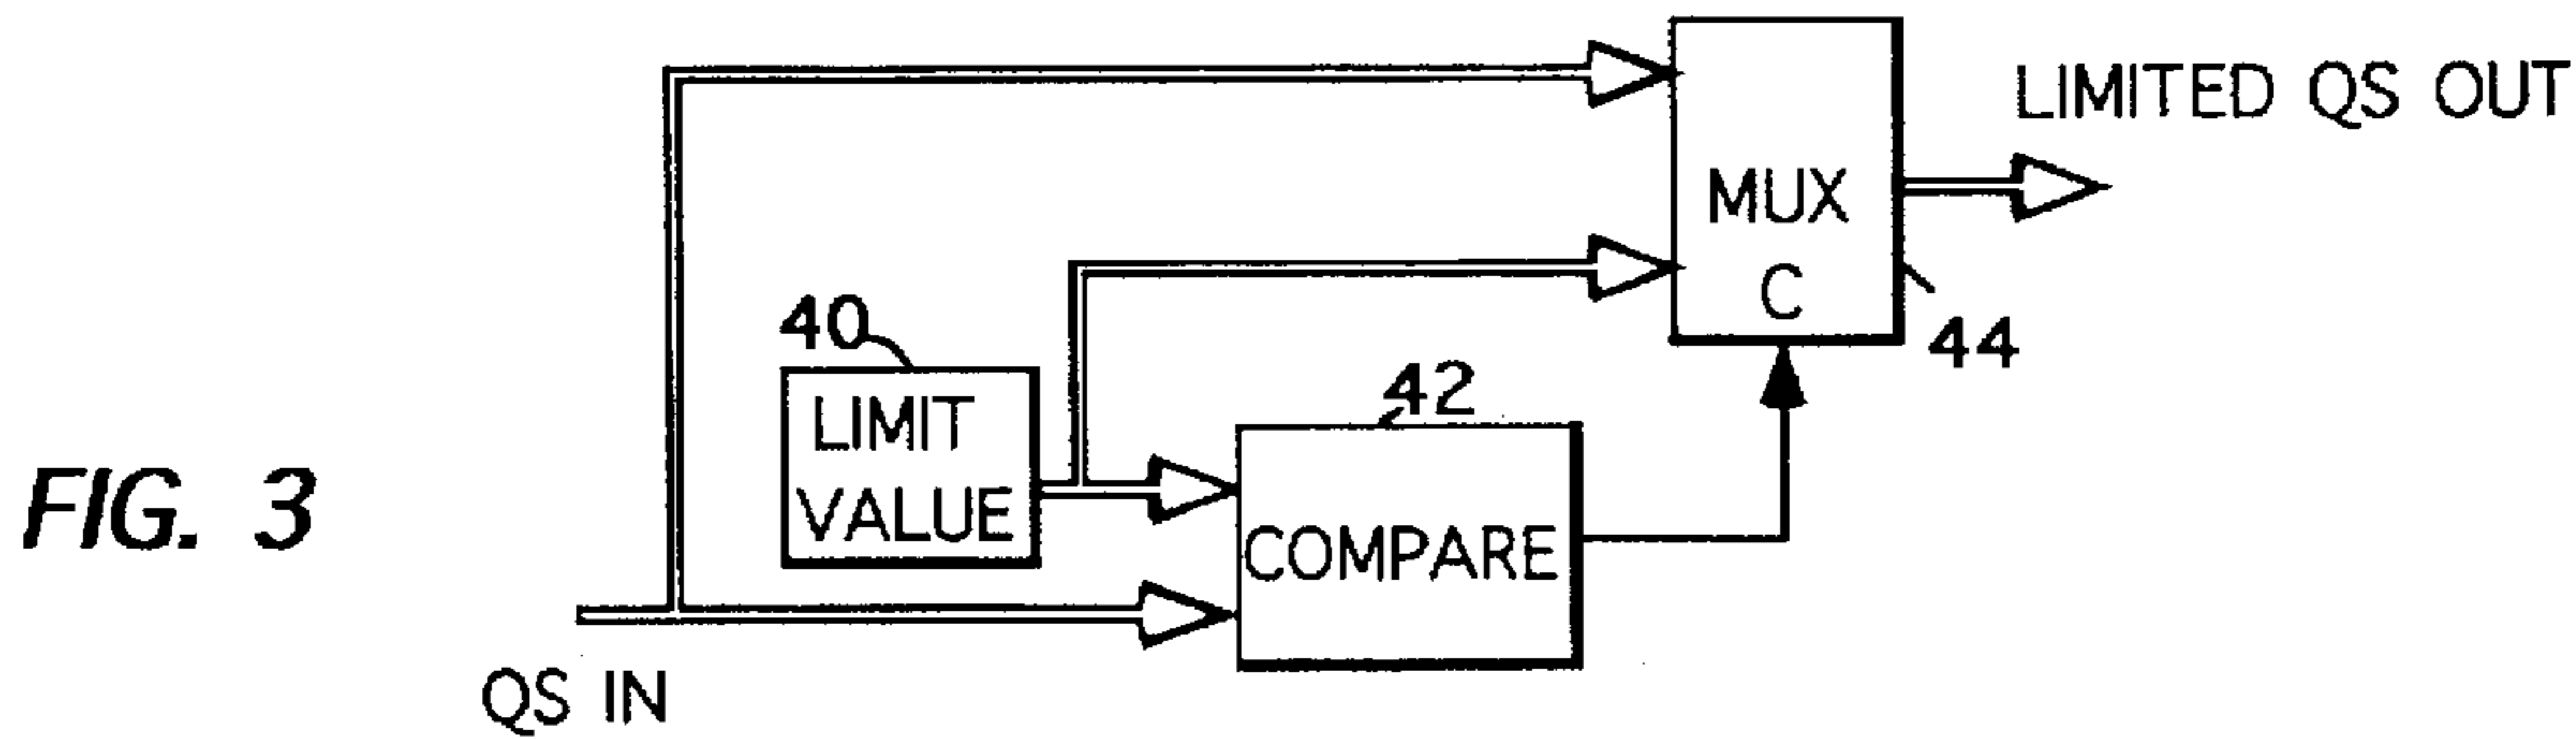 LIMITED QS OUT
MUX
C
44
40
LIMIT
VALUE
42
COMPARE
FIG. 3
QS IN